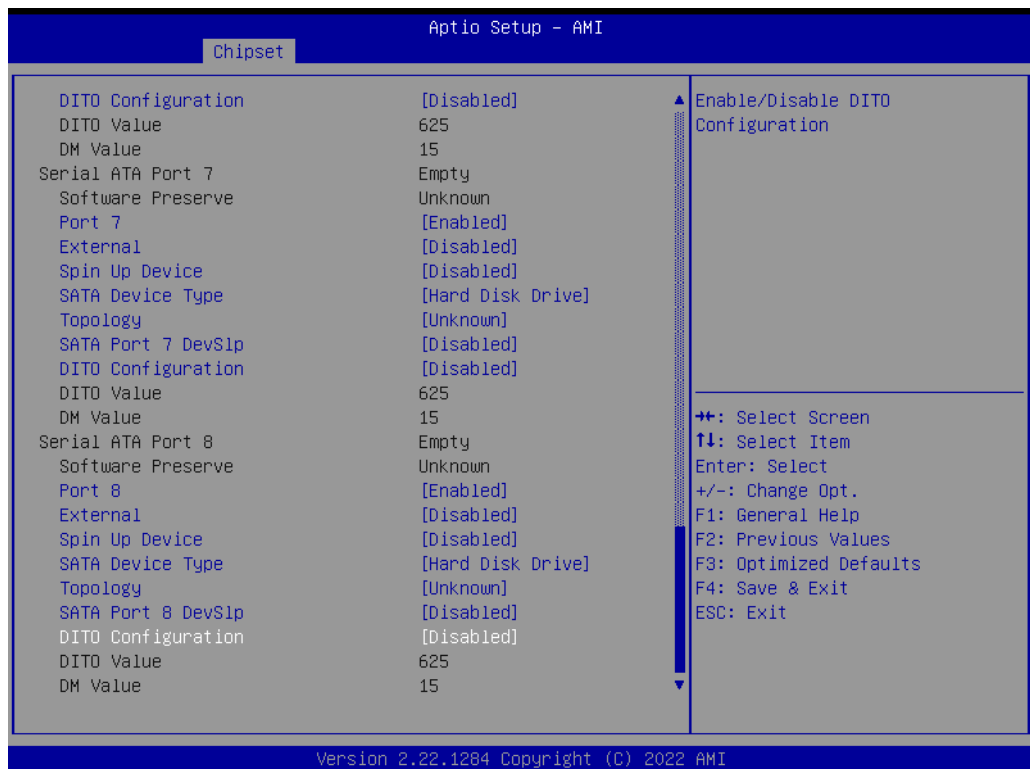 Aptio Setup – AMI
Chipset
DITO Configuration [Disabled]
DITO Value 625
DM Value 15
Serial ATA Port 7 Empty
Software Preserve Unknown
Port 7 [Enabled]
External [Disabled]
Spin Up Device [Disabled]
SATA Device Type [Hard Disk Drive]
Topology [Unknown]
SATA Port 7 DevSlp [Disabled]
DITO Configuration [Disabled]
DITO Value 625
DM Value 15
Serial ATA Port 8 Empty
Software Preserve Unknown
Port 8 [Enabled]
External [Disabled]
Spin Up Device [Disabled]
SATA Device Type [Hard Disk Drive]
Topology [Unknown]
SATA Port 8 DevSlp [Disabled]
DITO Configuration [Disabled]
DITO Value 625
DM Value 15
Enable/Disable DITO
Configuration
→←: Select Screen
↑↓: Select Item
Enter: Select
+/-: Change Opt.
F1: General Help
F2: Previous Values
F3: Optimized Defaults
F4: Save & Exit
ESC: Exit
Version 2.22.1284 Copyright (C) 2022 AMI